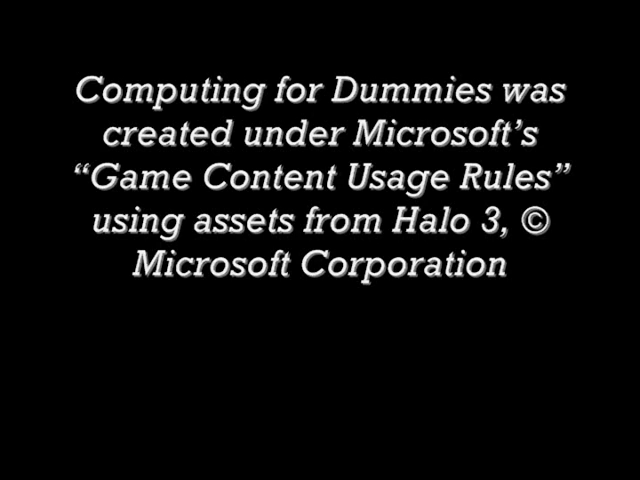 Computing for Dummies was
created under Microsoft’s
“Game Content Usage Rules”
using assets from Halo 3, ©
Microsoft Corporation